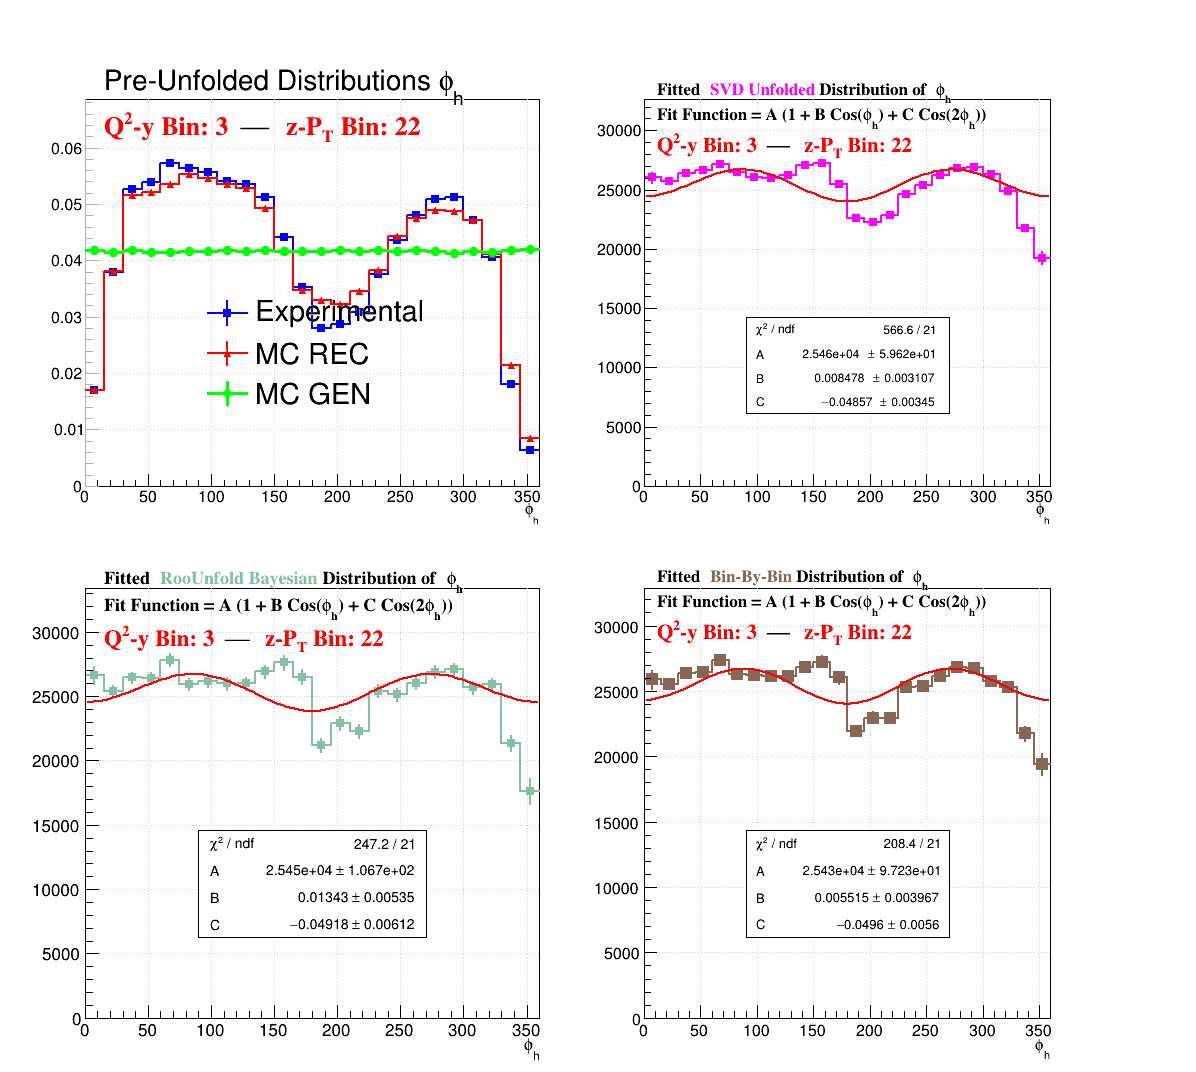 Pre-Unfolded Distributions ϕh
Q²-y Bin: 3 — z-PT Bin: 22
0.06
0.05
0.04
0.03
0.02
0.01
0
Experimental
MC REC
MC GEN
0 50 100 150 200 250 300 350
ϕh
Fitted SVD Unfolded Distribution of ϕh
Fit Function = A (1 + B Cos(ϕh) + C Cos(2ϕh))
Q²-y Bin: 3 — z-PT Bin: 22
30000
25000
20000
15000
10000
5000
0
χ² / ndf 566.6 / 21
A 2.546e+04 ± 5.962e+01
B 0.008478 ± 0.003107
C −0.04857 ± 0.00345
0 50 100 150 200 250 300 350
ϕh
Fitted RooUnfold Bayesian Distribution of ϕh
Fit Function = A (1 + B Cos(ϕh) + C Cos(2ϕh))
Q²-y Bin: 3 — z-PT Bin: 22
30000
25000
20000
15000
10000
5000
0
χ² / ndf 247.2 / 21
A 2.545e+04 ± 1.067e+02
B 0.01343 ± 0.00535
C −0.04918 ± 0.00612
0 50 100 150 200 250 300 350
ϕh
Fitted Bin-By-Bin Distribution of ϕh
Fit Function = A (1 + B Cos(ϕh) + C Cos(2ϕh))
Q²-y Bin: 3 — z-PT Bin: 22
30000
25000
20000
15000
10000
5000
0
χ² / ndf 208.4 / 21
A 2.543e+04 ± 9.723e+01
B 0.005515 ± 0.003967
C −0.0496 ± 0.0056
0 50 100 150 200 250 300 350
ϕh